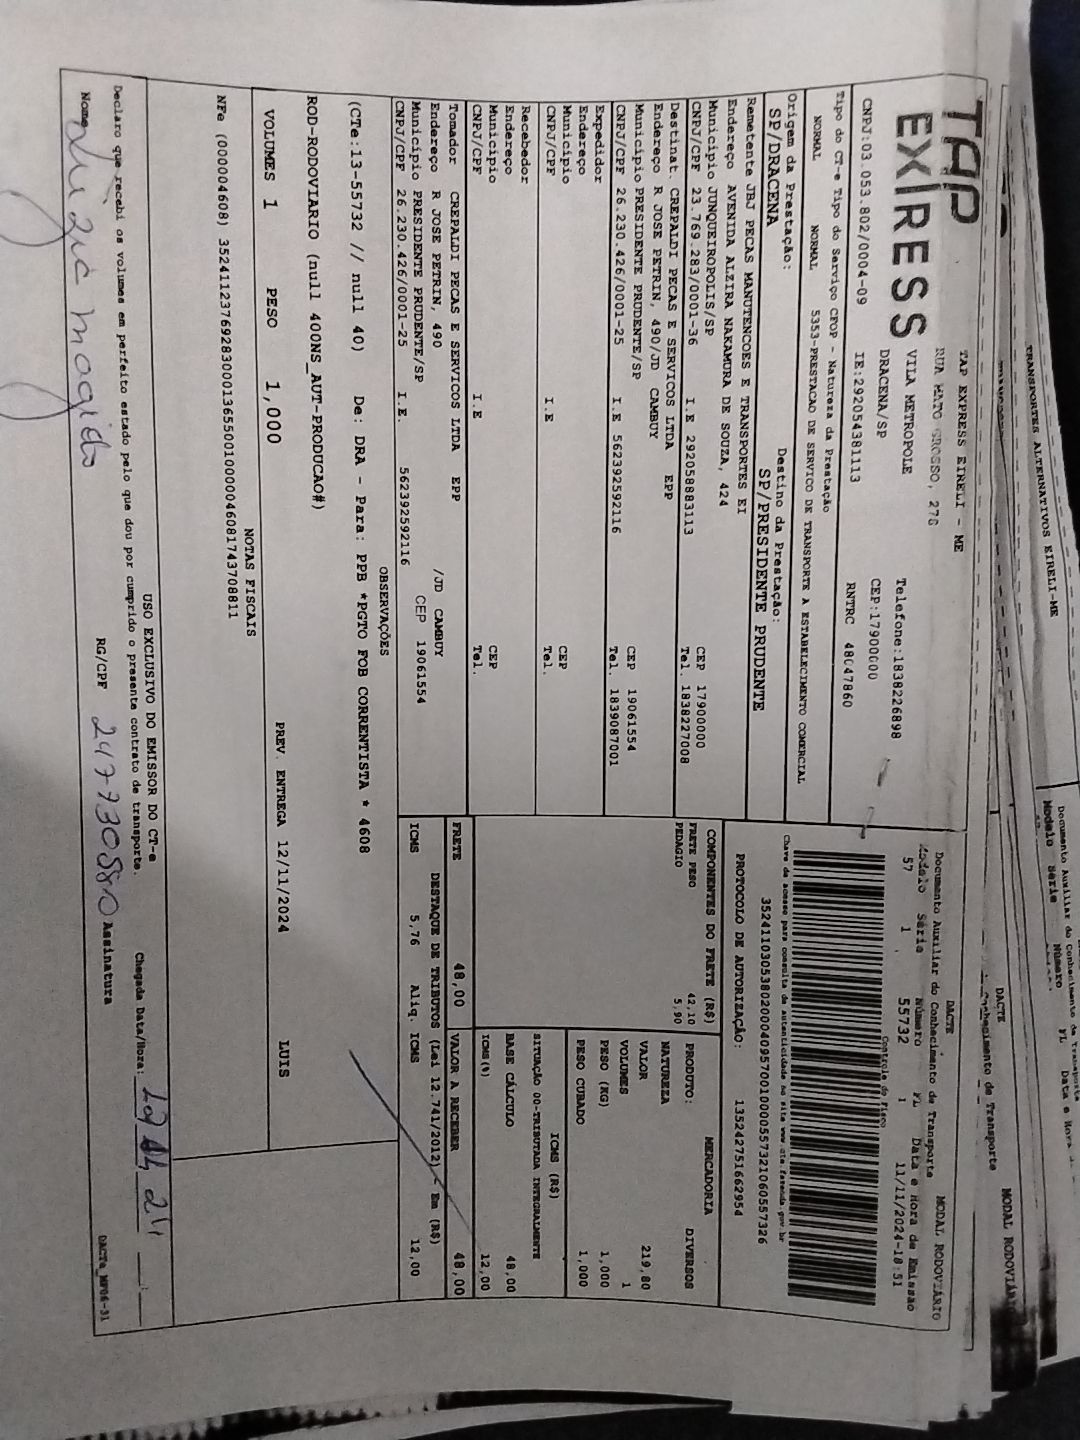 TRANSPORTES ALTERNATIVOS EIRELI-ME
DACTE MODAL RODOVIÁRIO
TAP EXPRESS
TAP EXPRESS EIRELI - ME
RUA MATO GROSSO, 278
VILA METROPOLE
DRACENA/SP
Telefone:1838226898
CEP:17900000
CNPJ:03.053.802/0004-09 IE:292054381113 RNTRC 48047860
DACTE MODAL RODOVIÁRIO
Documento Auxiliar do Conhecimento de Transporte
Modelo Série Número FL Data e Hora de Emissão
57 1 55732 1 11/11/2024-18:51
Controle do Fisco
Tipo do CT-e Tipo do Serviço CFOP - Natureza da Prestação
NORMAL NORMAL 5353-PRESTACAO DE SERVICO DE TRANSPORTE A ESTABELECIMENTO COMERCIAL
Chave de acesso para consulta de autenticidade no site www.cte.fazenda.gov.br
35241103053802000409570010000557321060557326
Origem da Prestação: Destino da Prestação:
SP/DRACENA SP/PRESIDENTE PRUDENTE
PROTOCOLO DE AUTORIZAÇÃO: 135242751662954
Remetente JBJ PECAS MANUTENCOES E TRANSPORTES EI
Endereço AVENIDA ALZIRA NAKAMURA DE SOUZA, 424
Município JUNQUEIROPOLIS/SP CEP 17900000
CNPJ/CPF 23.769.283/0001-36 I.E 292058883113 Tel. 1838227008
Destinat. CREPALDI PECAS E SERVICOS LTDA EPP
Endereço R JOSE PETRIN, 490/JD CAMBUY
Município PRESIDENTE PRUDENTE/SP CEP 19061554
CNPJ/CPF 26.230.426/0001-25 I.E 562392592116 Tel. 1839087001
Expedidor
Endereço
Município CEP
CNPJ/CPF I.E Tel.
Recebedor
Endereço
Município CEP
CNPJ/CPF I.E Tel.
Tomador CREPALDI PECAS E SERVICOS LTDA EPP
Endereço R JOSE PETRIN, 490 /JD CAMBUY
Município PRESIDENTE PRUDENTE/SP CEP 19061554
CNPJ/CPF 26.230.426/0001-25 I.E. 562392592116
COMPONENTES DO FRETE (R$)
FRETE PESO 42,10
PEDAGIO 5,90
MERCADORIA
PRODUTO: DIVERSOS
NATUREZA
VALOR 219,80
VOLUMES 1
PESO (KG) 1,000
PESO CUBADO 1,000
ICMS (R$)
SITUAÇÃO 00-TRIBUTADA INTEGRALMENTE
BASE CÁLCULO 48,00
ICMS(%) 12,00
FRETE 48,00 VALOR A RECEBER 48,00
DESTAQUE DE TRIBUTOS (Lei 12.741/2012) - Em (R$)
ICMS 5,76 Aliq. ICMS 12,00
OBSERVAÇÕES
(CTe:13-55732 // null 40) De: DRA - Para: PPB *PGTO FOB CORRENTISTA * 4608
ROD-RODOVIARIO (null 400NS_AUT-PRODUCAO#)
VOLUMES 1 PESO 1,000 PREV. ENTREGA 12/11/2024 LUIS
NOTAS FISCAIS
NFe (000004608) 35241123769283000136550010000046081743708811
USO EXCLUSIVO DO EMISSOR DO CT-e
Declaro que recebi os volumes em perfeito estado pelo que dou por cumprido o presente contrato de transporte. Chegada Data/Hora:
Nome RG/CPF 247730580 Assinatura
DACTe_MP06-31